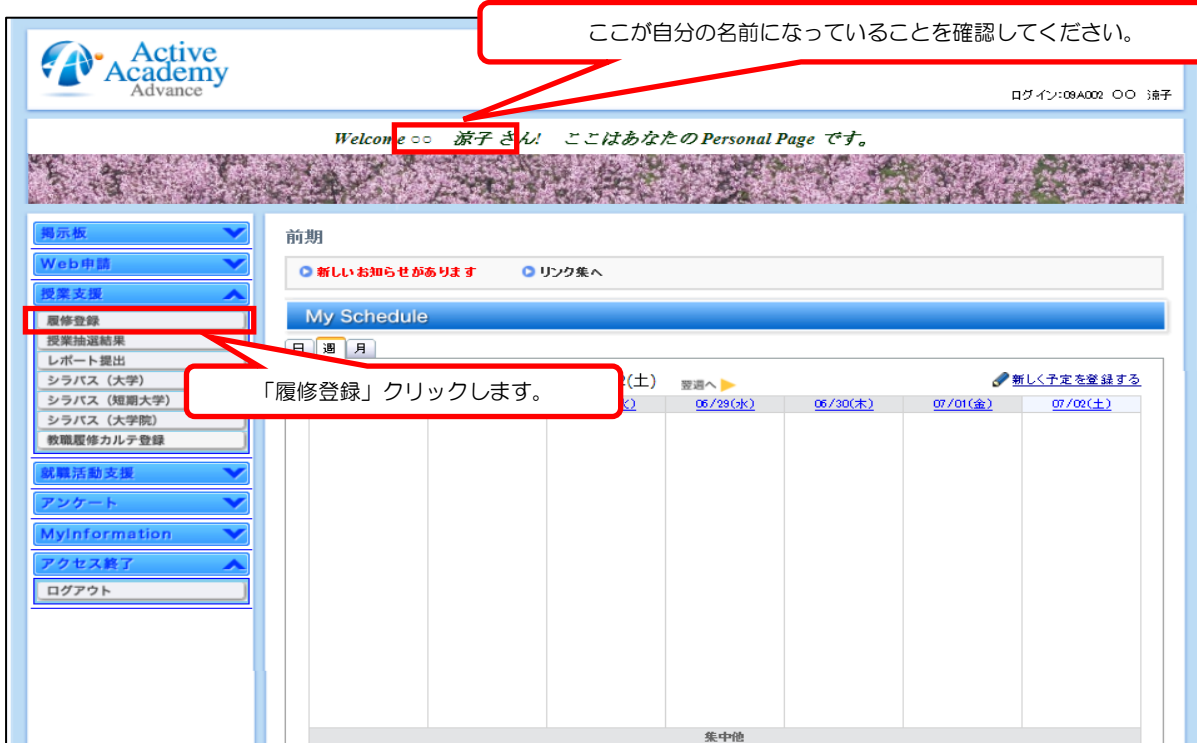 ここが自分の名前になっていることを確認してください。
Active
Academy
Advance
ログイン:09A002 〇〇 涼子
Welcome ○○ 涼子 さん! ここはあなたの Personal Page です。
掲示板
Web申請
授業支援
履修登録
授業抽選結果
レポート提出
シラバス（大学）
シラバス（短期大学）
シラバス（大学院）
教職履修カルテ登録
就職活動支援
アンケート
MyInformation
アクセス終了
ログアウト
前期
新しいお知らせがあります リンク集へ
My Schedule
日 週 月
「履修登録」クリックします。
(土) 翌週へ
新しく予定を登録する
06/29(水) 06/30(木) 07/01(金) 07/02(土)
集中他